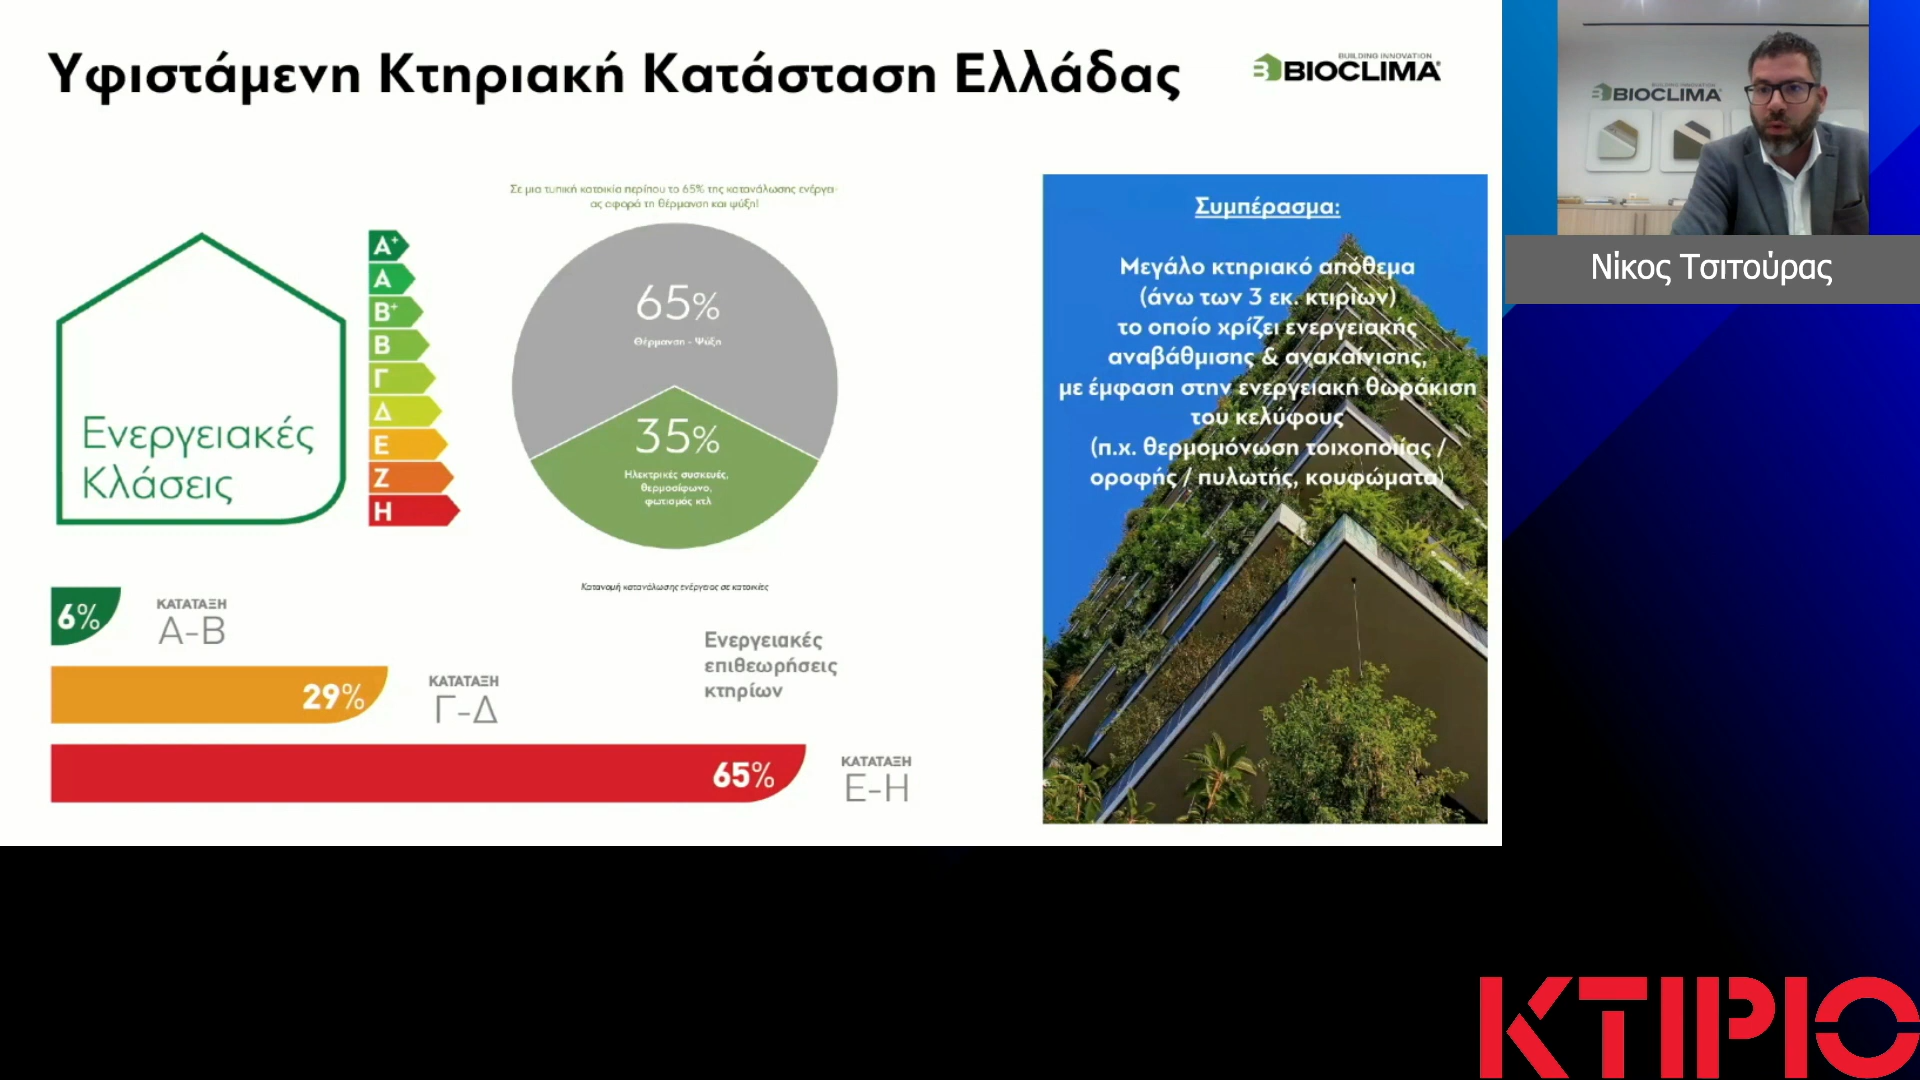 Υφιστάμενη Κτηριακή Κατάσταση Ελλάδας
BUILDING INNOVATION
BIOCLIMA
Σε μια τυπική κατοικία περίπου το 65% της κατανάλωσης ενέργει-
ας αφορά τη θέρμανση και ψύξη!
Ενεργειακές
Κλάσεις
A+
A
B+
B
Γ
Δ
E
Z
H
65%
Θέρμανση - Ψύξη
35%
Ηλεκτρικές συσκευές,
θερμοσίφωνο,
φωτισμός κτλ
Κατανομή κατανάλωσης ενέργειας σε κατοικίες
6%
ΚΑΤΑΤΑΞΗ
Α-Β
29%
ΚΑΤΑΤΑΞΗ
Γ-Δ
65%
ΚΑΤΑΤΑΞΗ
Ε-Η
Ενεργειακές
επιθεωρήσεις
κτηρίων
Συμπέρασμα:
Μεγάλο κτηριακό απόθεμα
(άνω των 3 εκ. κτιρίων)
το οποίο χρίζει ενεργειακής
αναβάθμισης & ανακαίνισης,
με έμφαση στην ενεργειακή θωράκιση
του κελύφους
(π.χ. θερμομόνωση τοιχοποιίας /
οροφής / πυλωτής, κουφώματα)
BIOCLIMA
Νίκος Τσιτούρας
ΚΤΙΡΙΟ